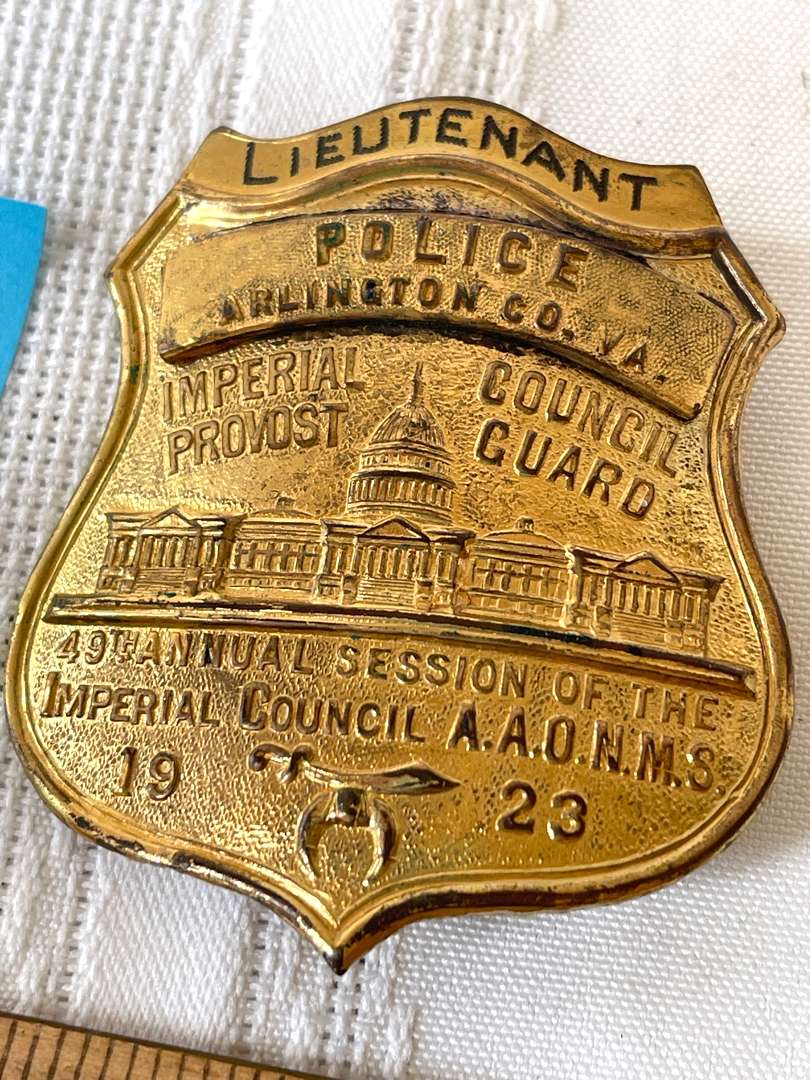 LIEUTENANT
POLICE
ARLINGTON CO. VA.
IMPERIAL COUNCIL
PROVOST GUARD
49TH ANNUAL SESSION OF THE
IMPERIAL COUNCIL A.A.O.N.M.S.
19 23